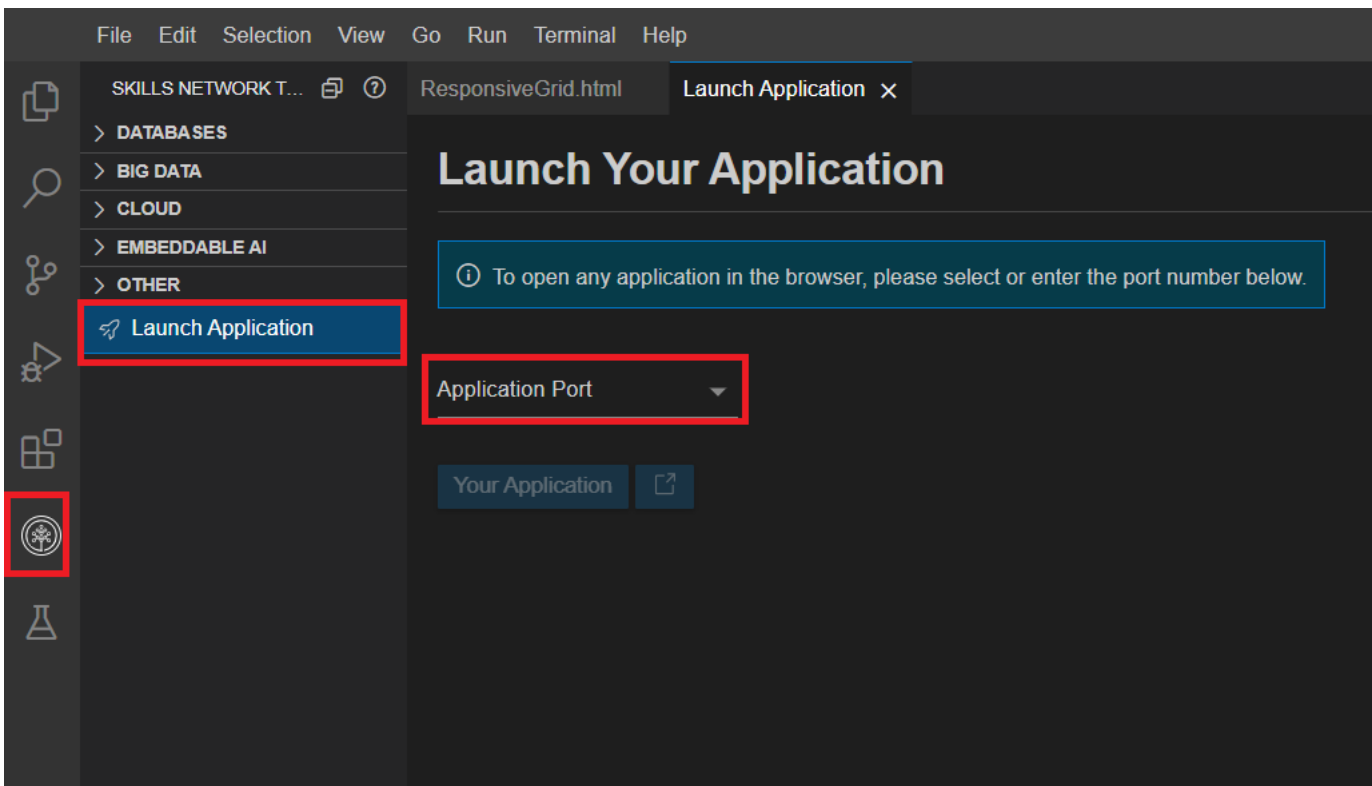 File Edit Selection View Go Run Terminal Help
SKILLS NETWORK T...
ResponsiveGrid.html Launch Application
DATABASES
BIG DATA
CLOUD
EMBEDDABLE AI
OTHER
Launch Application
Launch Your Application
To open any application in the browser, please select or enter the port number below.
Application Port
Your Application